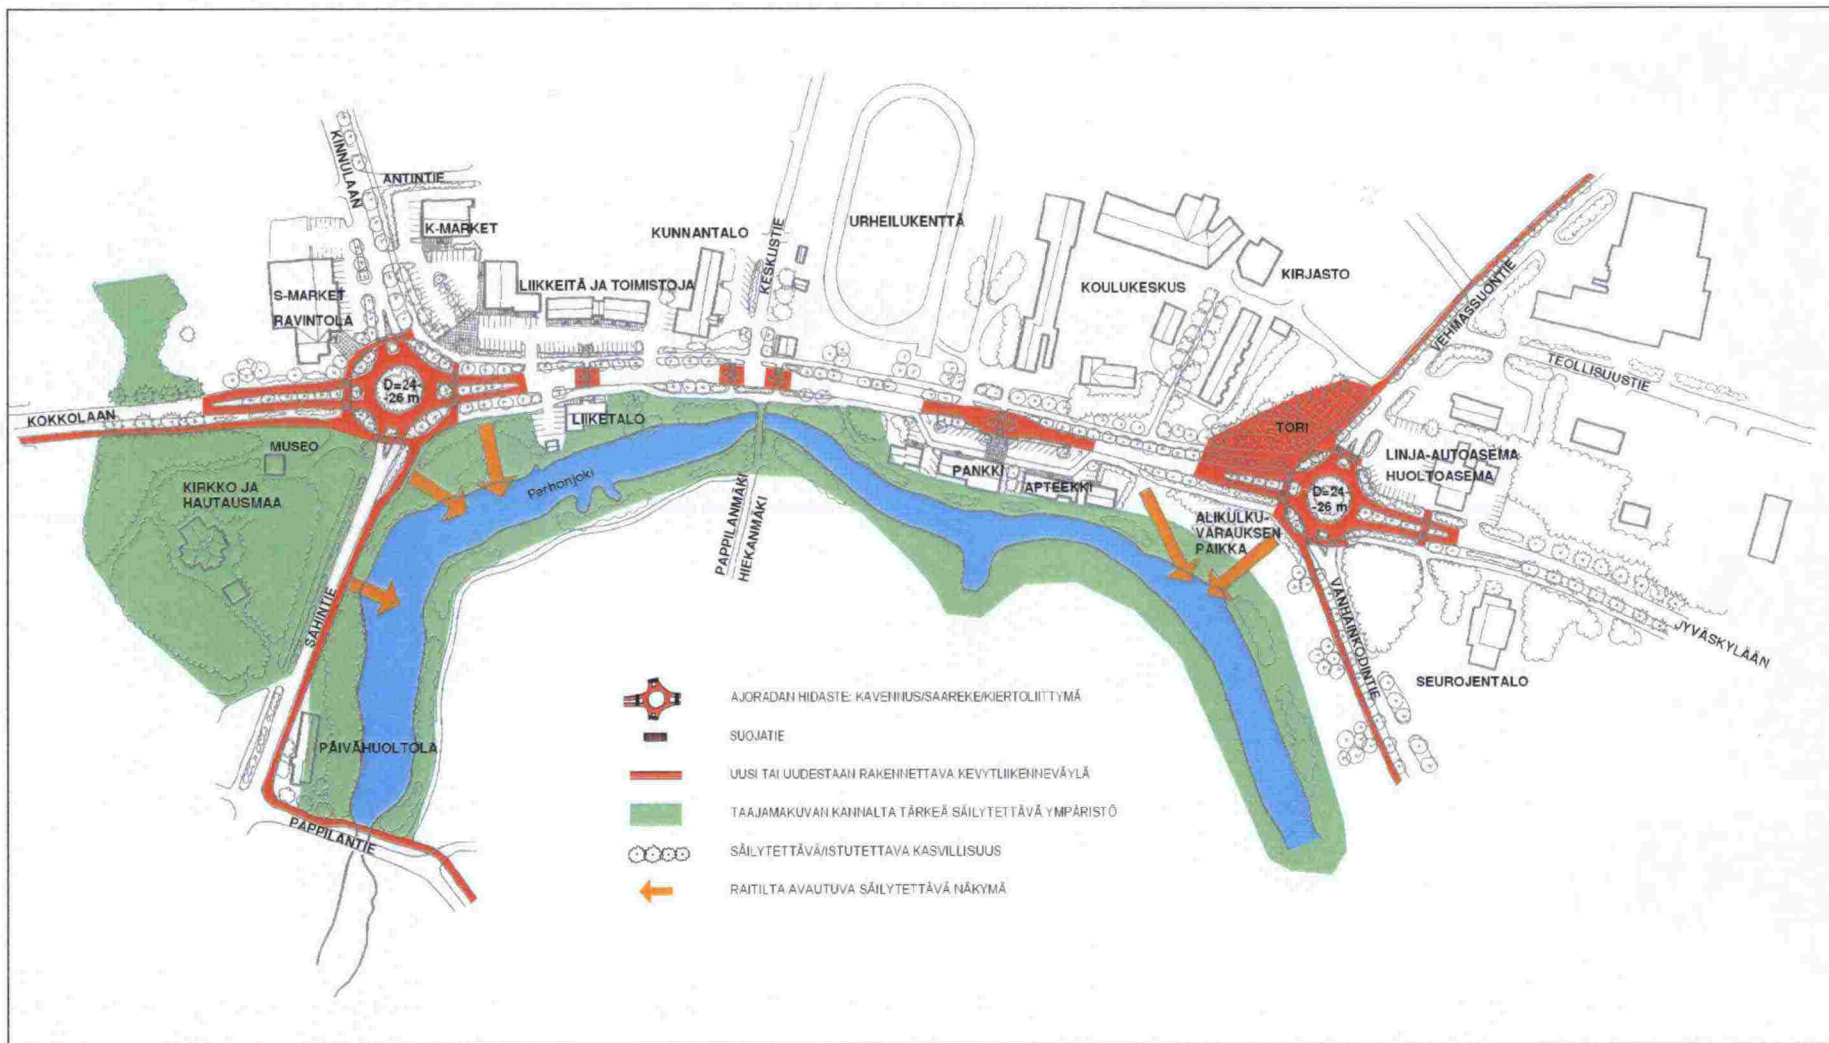 KINNULAAN
ANTINTIE
K-MARKET
S-MARKET
RAVINTOLA
LIIKKEITÄ JA TOIMISTOJA
KUNNANTALO
KESKUSTIE
URHEILUKENTTÄ
KOULUKESKUS
KIRJASTO
VEHMASSUONTIE
TEOLLISUUSTIE
KOKKOLAAN
D=24-
-26 m
LIIKETALO
MUSEO
KIRKKO JA
HAUTAUSMAA
Perhonjoki
SAHINTIE
PAPPILANMÄKI
HIEKANMÄKI
PANKKI
APTEEKKI
TORI
LINJA-AUTOASEMA
HUOLTOASEMA
D=24-
-26 m
ALIKULKU-
VARAUKSEN
PAIKKA
VANHAINKODINTIE
SEUROJENTALO
JYVÄSKYLÄÄN
PÄIVÄHUOLTOLA
PAPPILANTIE
AJORADAN HIDASTE: KAVENNUS/SAAREKE/KIERTOLIITTYMÄ
SUOJATIE
UUSI TAI UUDESTAAN RAKENNETTAVA KEVYTLIIKENNEVÄYLÄ
TAAJAMAKUVAN KANNALTA TÄRKEÄ SÄILYTETTÄVÄ YMPÄRISTÖ
SÄILYTETTÄVÄ/ISTUTETTAVA KASVILLISUUS
RAITILTA AVAUTUVA SÄILYTETTÄVÄ NÄKYMÄ